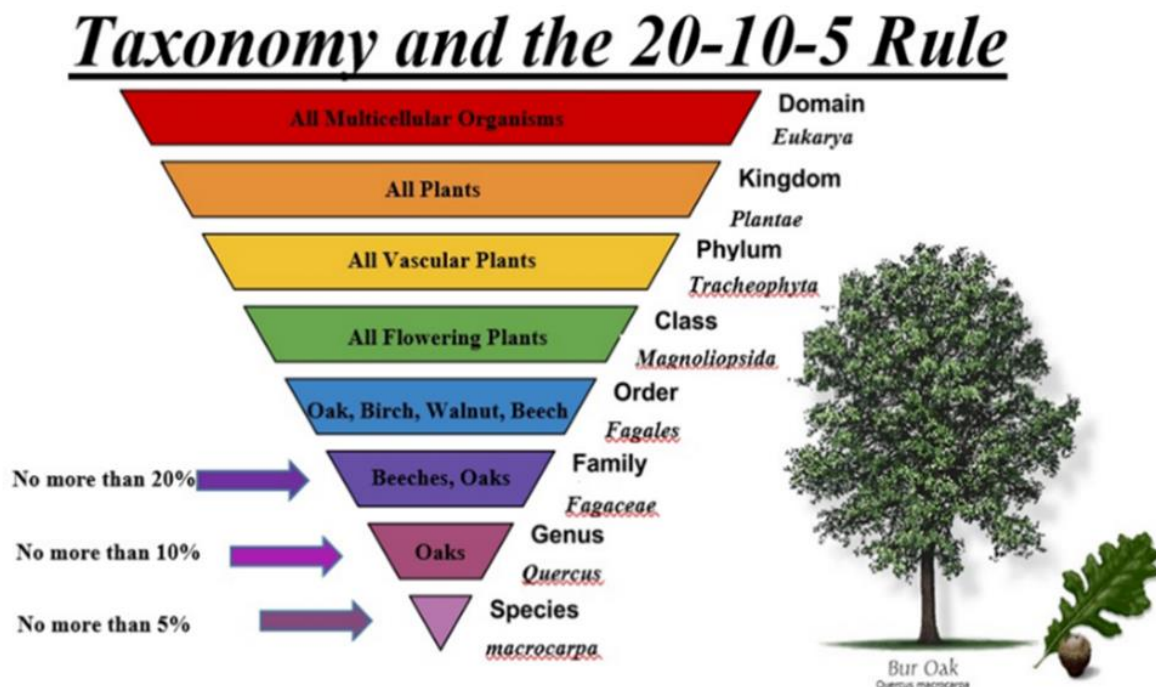 Taxonomy and the 20-10-5 Rule
All Multicellular Organisms
Domain
Eukarya
All Plants
Kingdom
Plantae
All Vascular Plants
Phylum
Tracheophyta
All Flowering Plants
Class
Magnoliopsida
Oak, Birch, Walnut, Beech
Order
Fagales
No more than 20%
Beeches, Oaks
Family
Fagaceae
No more than 10%
Oaks
Genus
Quercus
No more than 5%
Species
macrocarpa
Bur Oak
Quercus macrocarpa